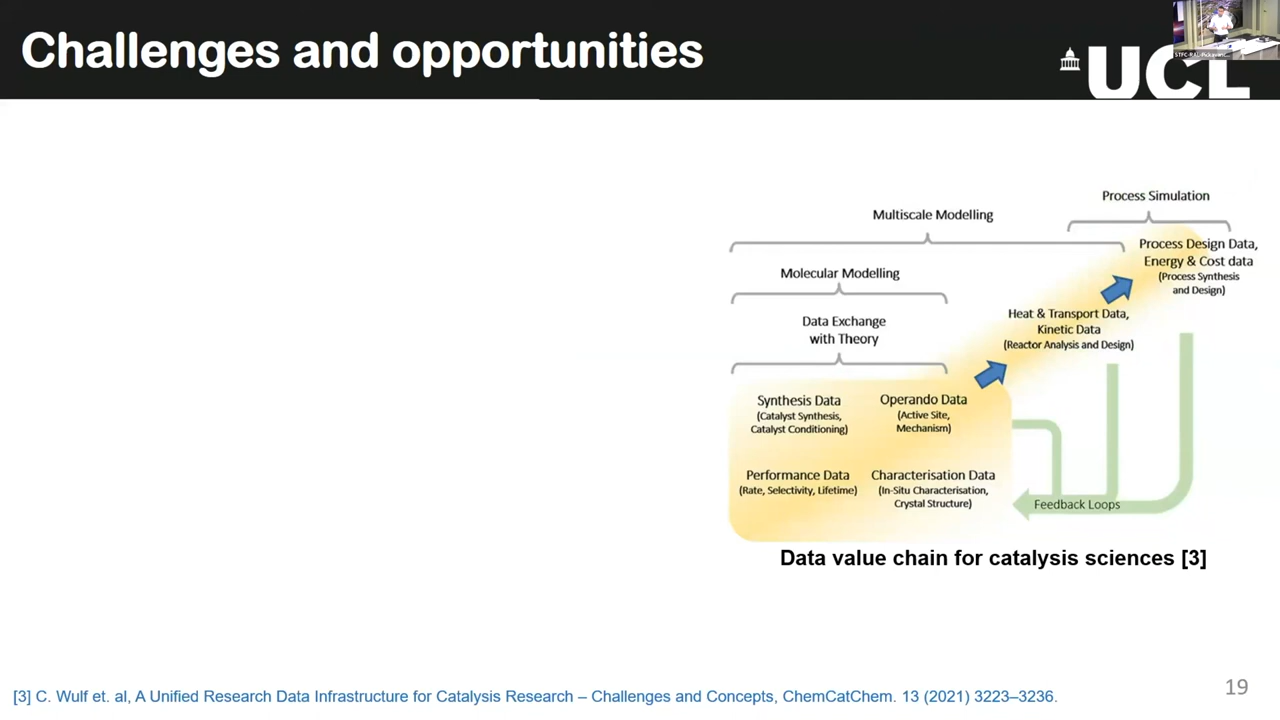 Challenges and opportunities
UCL
Process Simulation
Multiscale Modelling
Process Design Data,
Energy & Cost data
(Process Synthesis
and Design)
Molecular Modelling
Heat & Transport Data,
Kinetic Data
(Reactor Analysis and Design)
Data Exchange
with Theory
Synthesis Data
(Catalyst Synthesis,
Catalyst Conditioning)
Operando Data
(Active Site,
Mechanism)
Performance Data
(Rate, Selectivity, Lifetime)
Characterisation Data
(In-Situ Characterisation,
Crystal Structure)
Feedback Loops
Data value chain for catalysis sciences [3]
[3] C. Wulf et. al, A Unified Research Data Infrastructure for Catalysis Research – Challenges and Concepts, ChemCatChem. 13 (2021) 3223–3236.
19